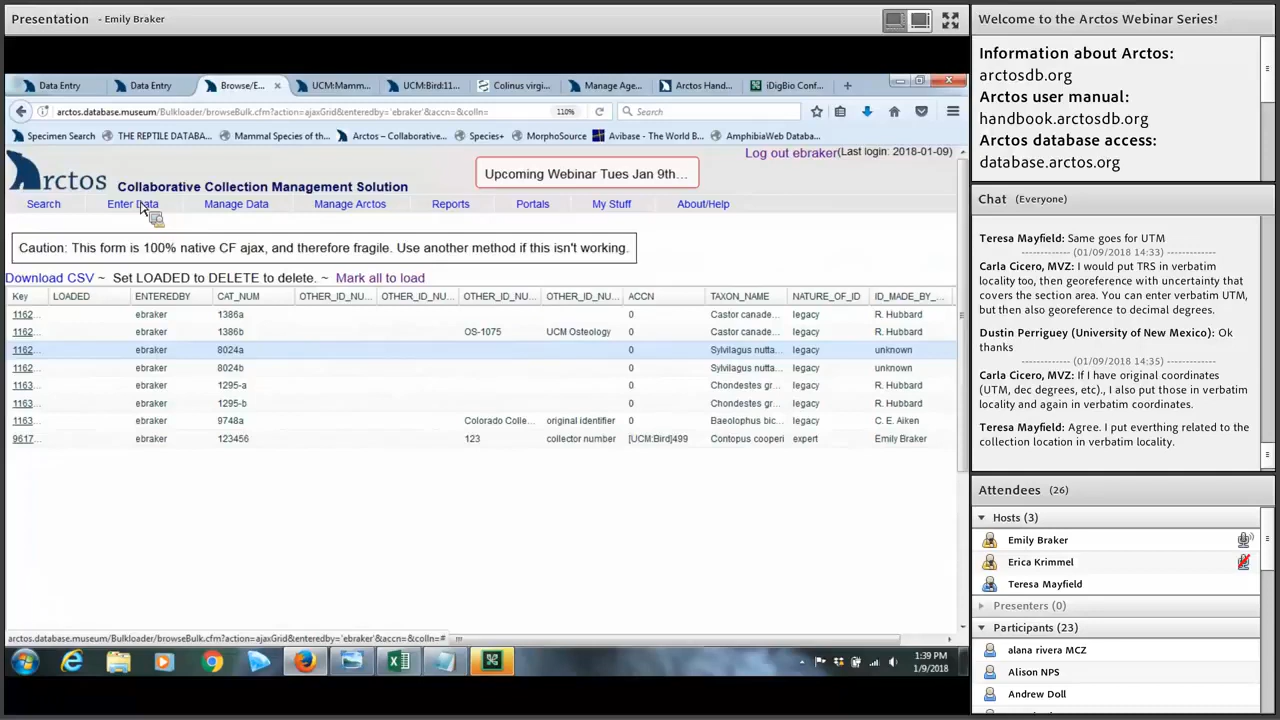 Presentation - Emily Braker
Data Entry Data Entry Browse/E... UCM:Mamm... UCM:Bird:11... Colinus virgin... Manage Age... Arctos Hand... iDigBio Conf...
arctos.database.museum/Bulkloader/browseBulk.cfm?action=ajaxGrid&enteredby='ebraker'&accn=&colln= 110% Search
Specimen Search THE REPTILE DATABA... Mammal Species of th... Arctos – Collaborative... Species+ MorphoSource Avibase - The World B... AmphibiaWeb Databa...
Log out ebraker(Last login: 2018-01-09)
Upcoming Webinar Tues Jan 9th...
Arctos Collaborative Collection Management Solution
Search Enter Data Manage Data Manage Arctos Reports Portals My Stuff About/Help
Caution: This form is 100% native CF ajax, and therefore fragile. Use another method if this isn't working.
Download CSV ~ Set LOADED to DELETE to delete. ~ Mark all to load
Key LOADED ENTEREDBY CAT_NUM OTHER_ID_NU... OTHER_ID_NU... OTHER_ID_NU... OTHER_ID_NU... ACCN TAXON_NAME NATURE_OF_ID ID_MADE_BY_...
1162... ebraker 1386a 0 Castor canade... legacy R. Hubbard
1162... ebraker 1386b OS-1075 UCM Osteology 0 Castor canade... legacy R. Hubbard
1162... ebraker 8024a 0 Sylvilagus nutta... legacy unknown
1162... ebraker 8024b 0 Sylvilagus nutta... legacy unknown
1163... ebraker 1295-a 0 Chondestes gr... legacy R. Hubbard
1163... ebraker 1295-b 0 Chondestes gr... legacy R. Hubbard
1163... ebraker 9748a Colorado Colle... original identifier 0 Baeolophus bic... legacy C. E. Aiken
9617... ebraker 123456 123 collector number [UCM:Bird]499 Contopus cooperi expert Emily Braker
arctos.database.museum/Bulkloader/browseBulk.cfm?action=ajaxGrid&enteredby='ebraker'&accn=&colln=#
1:39 PM
1/9/2018
Welcome to the Arctos Webinar Series!
Information about Arctos:
arctosdb.org
Arctos user manual:
handbook.arctosdb.org
Arctos database access:
database.arctos.org
Chat (Everyone)
Teresa Mayfield: Same goes for UTM
------------- (01/09/2018 14:33) -------------
Carla Cicero, MVZ: I would put TRS in verbatim
locality too, then georeference with uncertainty that
covers the section area. You can enter verbatim UTM,
but then also georeference to decimal degrees.
Dustin Perriguey (University of New Mexico): Ok
thanks
------------- (01/09/2018 14:35) -------------
Carla Cicero, MVZ: If I have original coordinates
(UTM, dec degrees, etc)., I also put those in verbatim
locality and again in verbatim coordinates.
Teresa Mayfield: Agree. I put everthing related to the
collection location in verbatim locality.
Attendees (26)
Hosts (3)
Emily Braker
Erica Krimmel
Teresa Mayfield
Presenters (0)
Participants (23)
alana rivera MCZ
Alison NPS
Andrew Doll